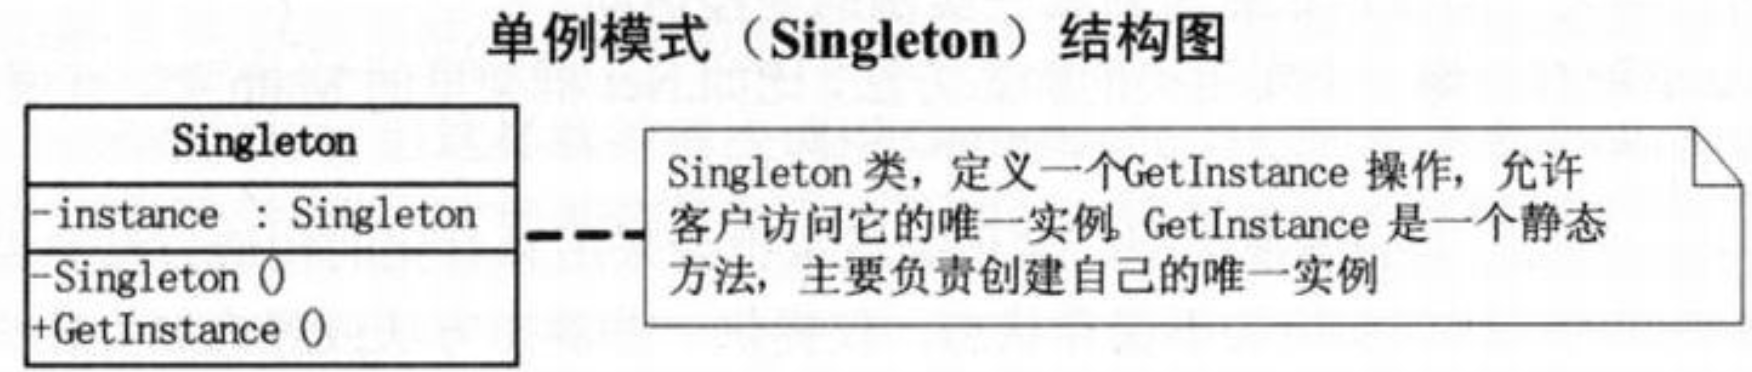 单例模式（Singleton）结构图
Singleton
-instance : Singleton
-Singleton()
+GetInstance()
Singleton 类，定义一个GetInstance 操作，允许
客户访问它的唯一实例。GetInstance 是一个静态
方法，主要负责创建自己的唯一实例